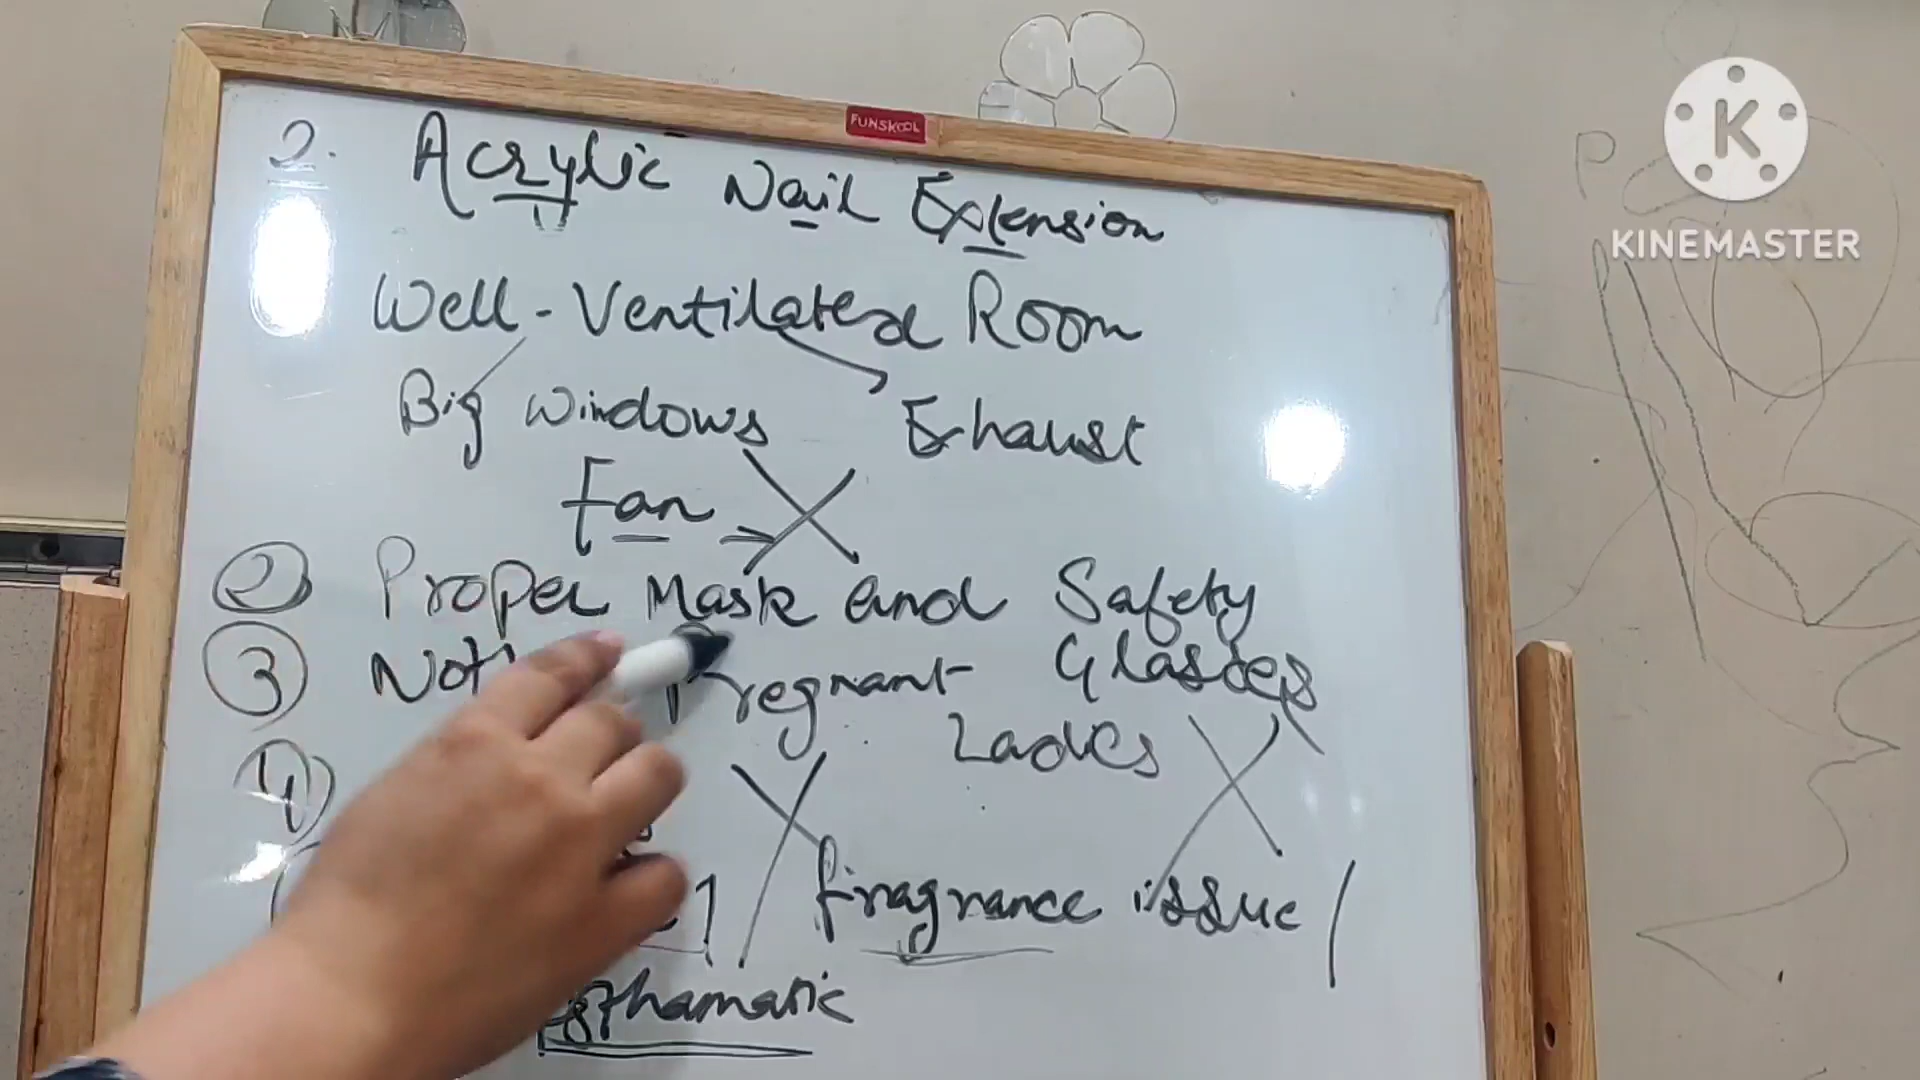 FUNSKOOL
2. Acrylic Nail Extension
Well-Ventilated Room
Big Windows Exhaust
Fan
2 Proper Mask and Safety
Glasses
3 Pregnant
Ladies
4
fragnance issue
asthamatic
K
KINEMASTER